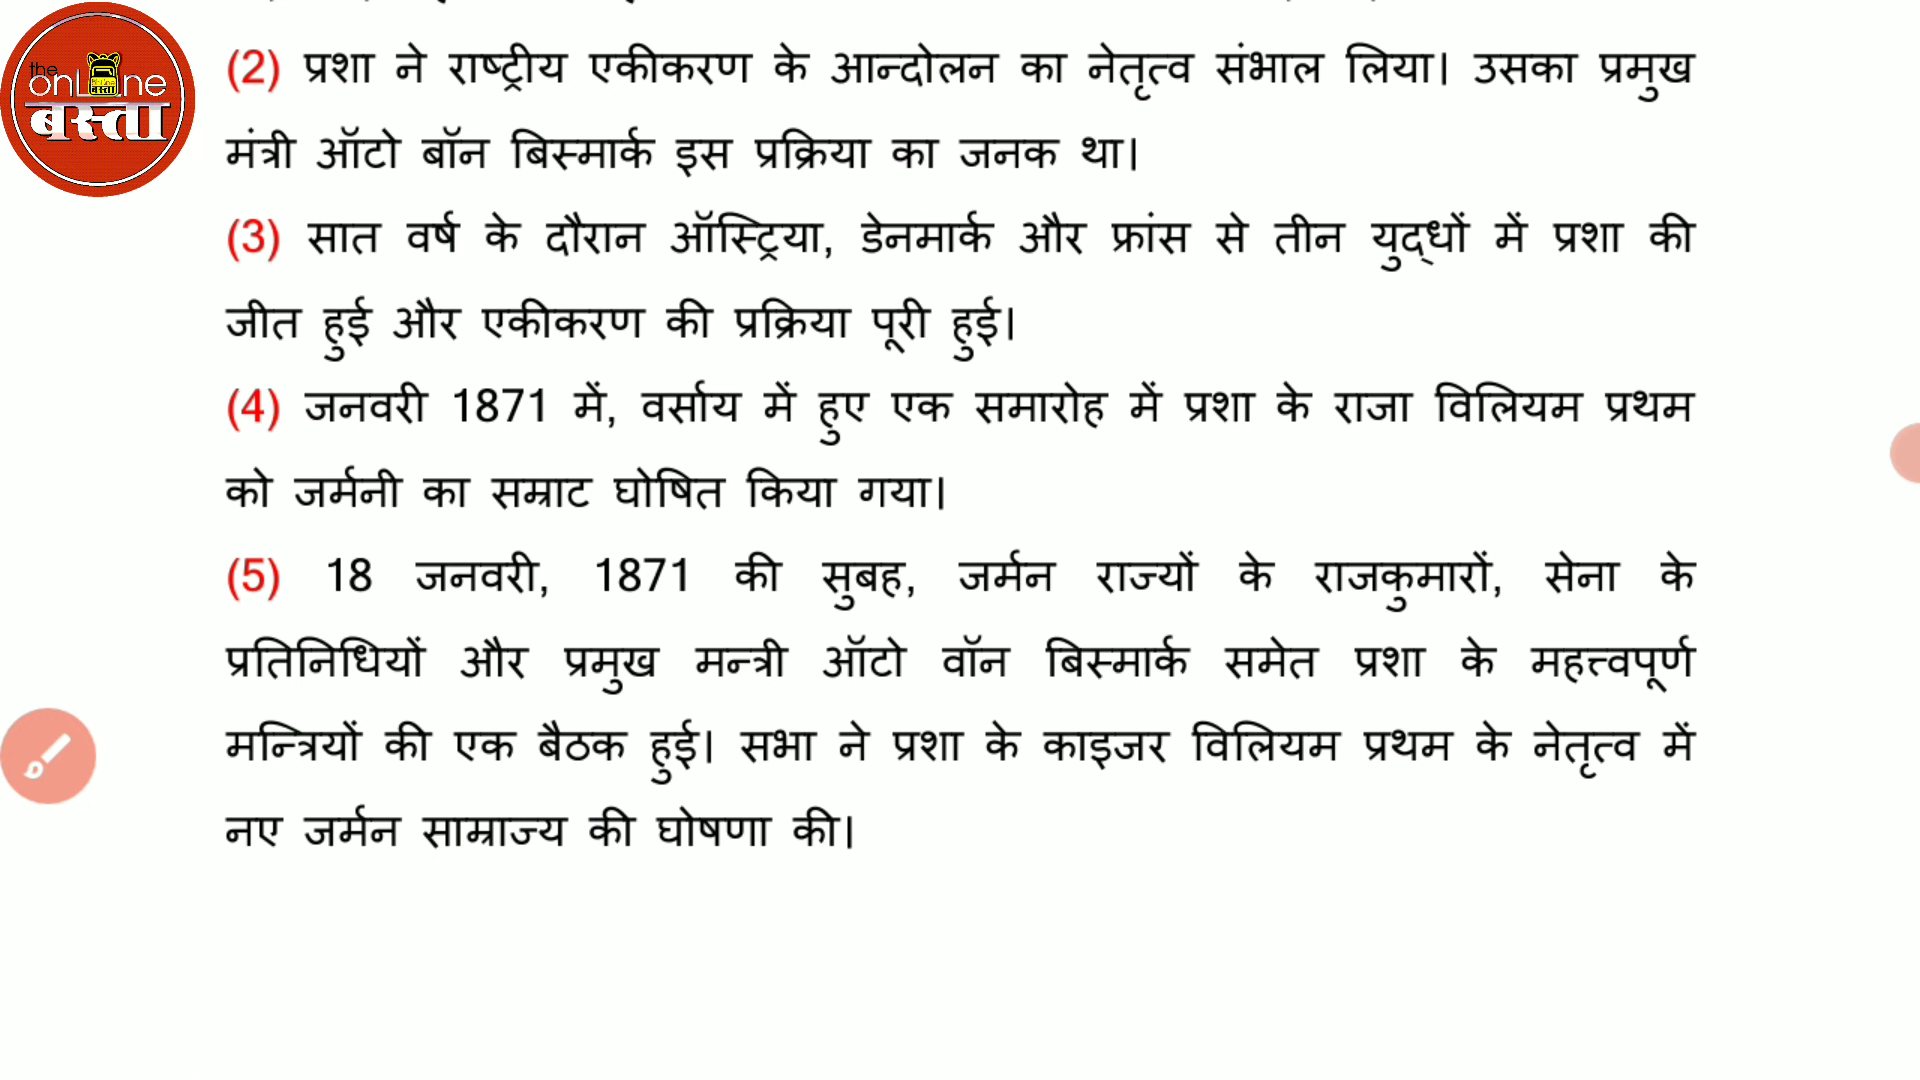 the
onLine
बस्ता
(2) प्रशा ने राष्ट्रीय एकीकरण के आन्दोलन का नेतृत्व संभाल लिया। उसका प्रमुख
मंत्री ऑटो बॉन बिस्मार्क इस प्रक्रिया का जनक था।
(3) सात वर्ष के दौरान ऑस्ट्रिया, डेनमार्क और फ्रांस से तीन युद्धों में प्रशा की
जीत हुई और एकीकरण की प्रक्रिया पूरी हुई।
(4) जनवरी 1871 में, वर्साय में हुए एक समारोह में प्रशा के राजा विलियम प्रथम
को जर्मनी का सम्राट घोषित किया गया।
(5) 18 जनवरी, 1871 की सुबह, जर्मन राज्यों के राजकुमारों, सेना के
प्रतिनिधियों और प्रमुख मन्त्री ऑटो वॉन बिस्मार्क समेत प्रशा के महत्त्वपूर्ण
मन्त्रियों की एक बैठक हुई। सभा ने प्रशा के काइजर विलियम प्रथम के नेतृत्व में
नए जर्मन साम्राज्य की घोषणा की।